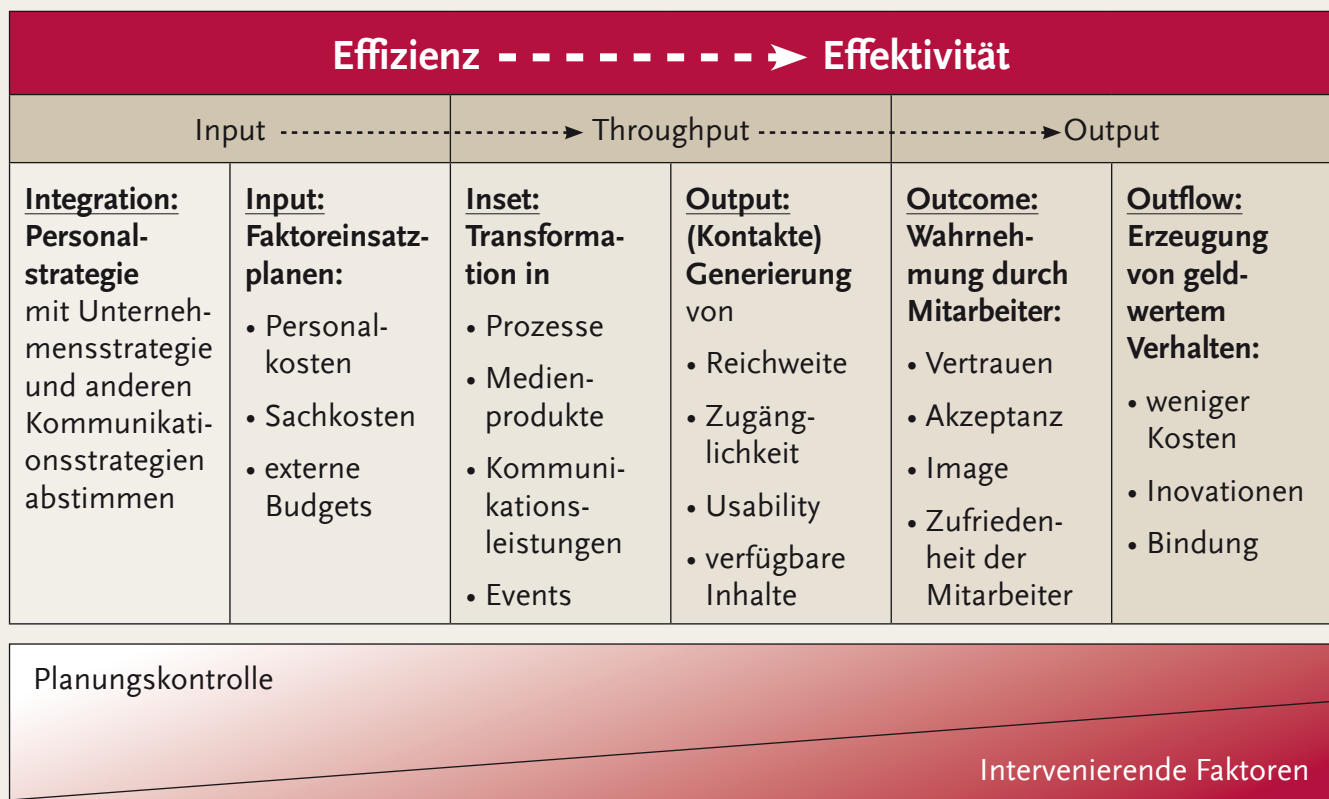 Effizienz Effektivität
Input Throughput Output
Integration:
Personal-
strategie
mit Unterneh-
mensstrategie
und anderen
Kommunikati-
onsstrategien
abstimmen
Input:
Faktoreinsatz-
planen:
• Personal-
kosten
• Sachkosten
• externe
Budgets
Inset:
Transforma-
tion in
• Prozesse
• Medien-
produkte
• Kommuni-
kations-
leistungen
• Events
Output:
(Kontakte)
Generierung
von
• Reichweite
• Zugäng-
lichkeit
• Usability
• verfügbare
Inhalte
Outcome:
Wahrneh-
mung durch
Mitarbeiter:
• Vertrauen
• Akzeptanz
• Image
• Zufrieden-
heit der
Mitarbeiter
Outflow:
Erzeugung
von geld-
wertem
Verhalten:
• weniger
Kosten
• Inovationen
• Bindung
Planungskontrolle
Intervenierende Faktoren